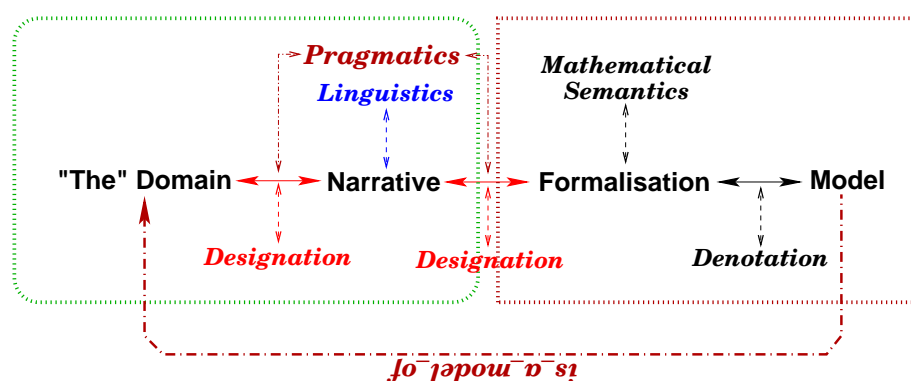 Pragmatics
Mathematical
Semantics
Linguistics
"The" Domain
Narrative
Formalisation
Model
Designation
Designation
Denotation
is_a_model_of